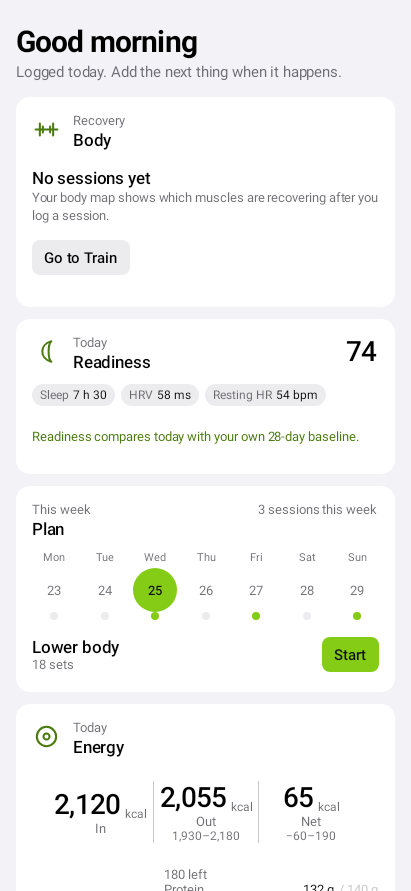 Good morning
Logged today. Add the next thing when it happens.
Recovery
Body
No sessions yet
Your body map shows which muscles are recovering after you
log a session.
Go to Train
Today
Readiness
74
Sleep 7 h 30
HRV 58 ms
Resting HR 54 bpm
Readiness compares today with your own 28-day baseline.
This week
3 sessions this week
Plan
Mon Tue Wed Thu Fri Sat Sun
23 24 25 26 27 28 29
Lower body
18 sets
Start
Today
Energy
2,120 kcal
In
2,055 kcal
Out
1,930–2,180
65 kcal
Net
−60–190
180 left
Protein
132 g / 140 g